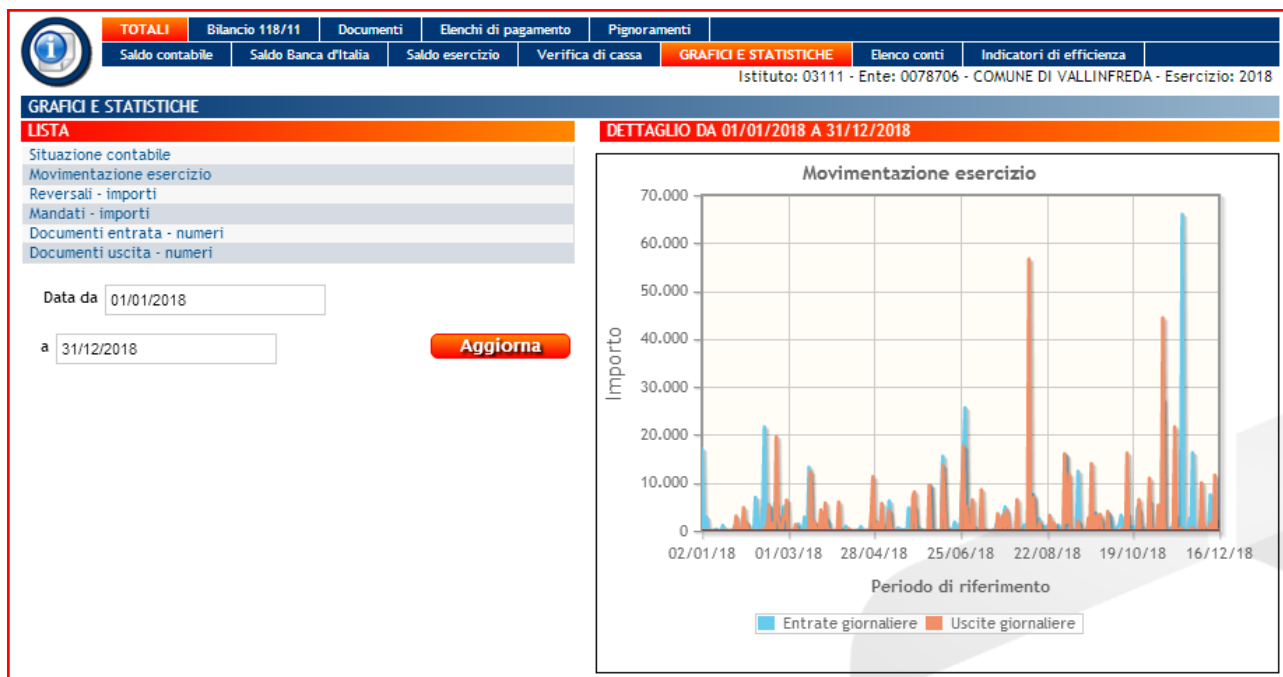 TOTALI Bilancio 118/11 Documenti Elenchi di pagamento Pignoramenti
Saldo contabile Saldo Banca d'Italia Saldo esercizio Verifica di cassa GRAFICI E STATISTICHE Elenco conti Indicatori di efficienza
Istituto: 03111 - Ente: 0078706 - COMUNE DI VALLINFREDA - Esercizio: 2018
GRAFICI E STATISTICHE
LISTA
Situazione contabile
Movimentazione esercizio
Reversali - importi
Mandati - importi
Documenti entrata - numeri
Documenti uscita - numeri
Data da 01/01/2018
a 31/12/2018 Aggiorna
DETTAGLIO DA 01/01/2018 A 31/12/2018
Movimentazione esercizio
70.000
60.000
50.000
40.000
30.000
20.000
10.000
0
Importo
02/01/18 01/03/18 28/04/18 25/06/18 22/08/18 19/10/18 16/12/18
Periodo di riferimento
Entrate giornaliere Uscite giornaliere